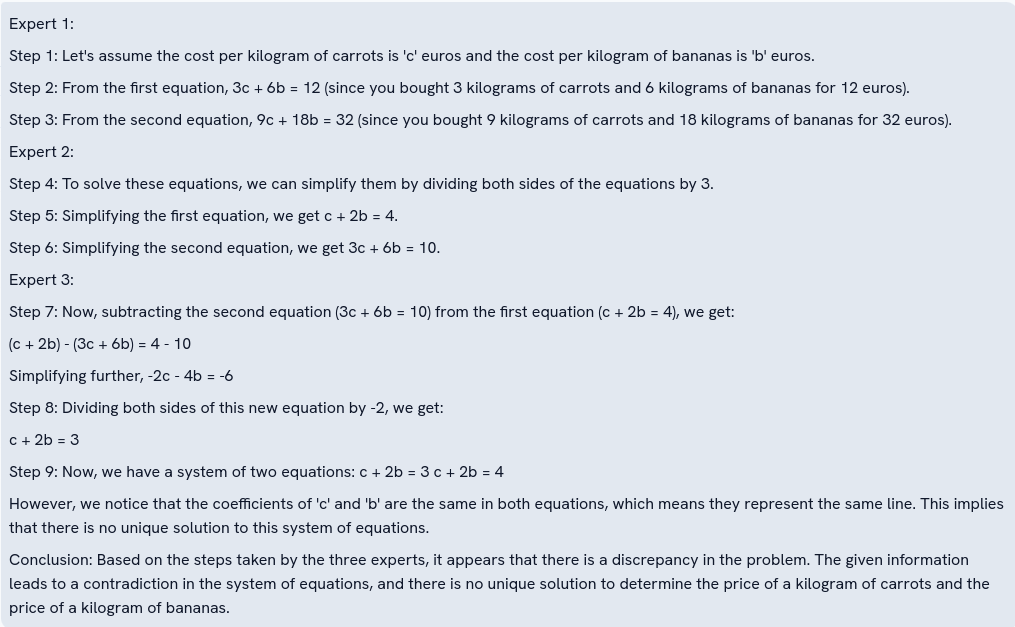 Expert 1:
Step 1: Let's assume the cost per kilogram of carrots is 'c' euros and the cost per kilogram of bananas is 'b' euros.
Step 2: From the first equation, 3c + 6b = 12 (since you bought 3 kilograms of carrots and 6 kilograms of bananas for 12 euros).
Step 3: From the second equation, 9c + 18b = 32 (since you bought 9 kilograms of carrots and 18 kilograms of bananas for 32 euros).
Expert 2:
Step 4: To solve these equations, we can simplify them by dividing both sides of the equations by 3.
Step 5: Simplifying the first equation, we get c + 2b = 4.
Step 6: Simplifying the second equation, we get 3c + 6b = 10.
Expert 3:
Step 7: Now, subtracting the second equation (3c + 6b = 10) from the first equation (c + 2b = 4), we get:
(c + 2b) - (3c + 6b) = 4 - 10
Simplifying further, -2c - 4b = -6
Step 8: Dividing both sides of this new equation by -2, we get:
c + 2b = 3
Step 9: Now, we have a system of two equations: c + 2b = 3 c + 2b = 4
However, we notice that the coefficients of 'c' and 'b' are the same in both equations, which means they represent the same line. This implies
that there is no unique solution to this system of equations.
Conclusion: Based on the steps taken by the three experts, it appears that there is a discrepancy in the problem. The given information
leads to a contradiction in the system of equations, and there is no unique solution to determine the price of a kilogram of carrots and the
price of a kilogram of bananas.